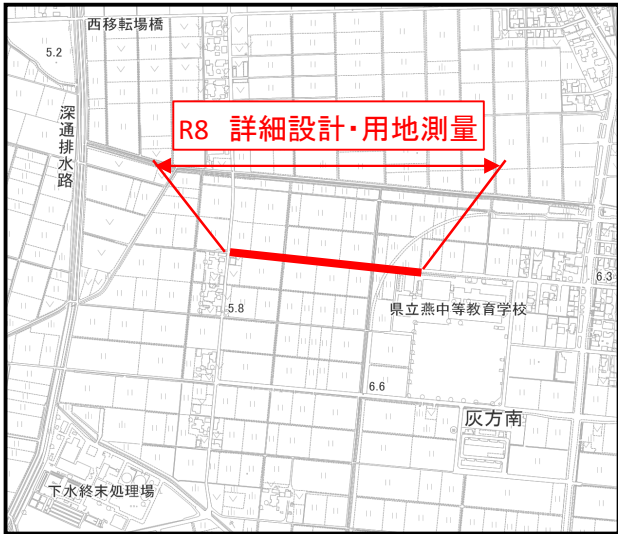 西移転場橋
5.2
深通排水路
R8 詳細設計・用地測量
6.3
5.8
県立燕中等教育学校
6.6
灰方南
下水終末処理場